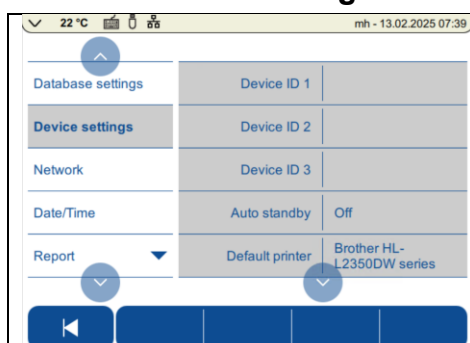 22 °C
mh - 13.02.2025 07:39
Database settings
Device ID 1
Device settings
Device ID 2
Network
Device ID 3
Date/Time
Auto standby
Off
Report
Default printer
Brother HL-
L2350DW series